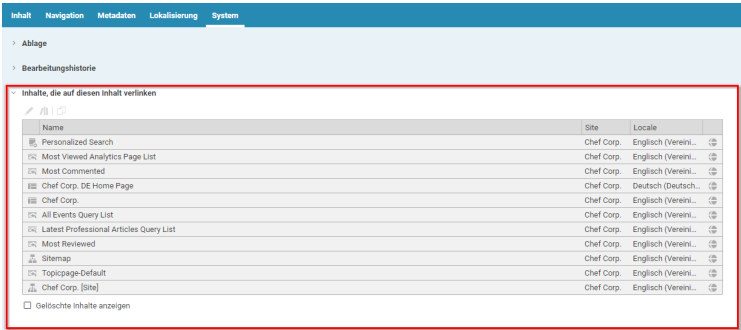 Inhalt Navigation Metadaten Lokalisierung System
Ablage
Bearbeitungshistorie
Inhalte, die auf diesen Inhalt verlinken
Name Site Locale
Personalized Search Chef Corp. Englisch (Vereini...
Most Viewed Analytics Page List Chef Corp. Englisch (Vereini...
Most Commented Chef Corp. Englisch (Vereini...
Chef Corp. DE Home Page Chef Corp. Deutsch (Deutsch...
Chef Corp. Chef Corp. Englisch (Vereini...
All Events Query List Chef Corp. Englisch (Vereini...
Latest Professional Articles Query List Chef Corp. Englisch (Vereini...
Most Reviewed Chef Corp. Englisch (Vereini...
Sitemap Chef Corp. Englisch (Vereini...
Topicpage-Default Chef Corp. Englisch (Vereini...
Chef Corp. [Site] Chef Corp. Englisch (Vereini...
Gelöschte Inhalte anzeigen